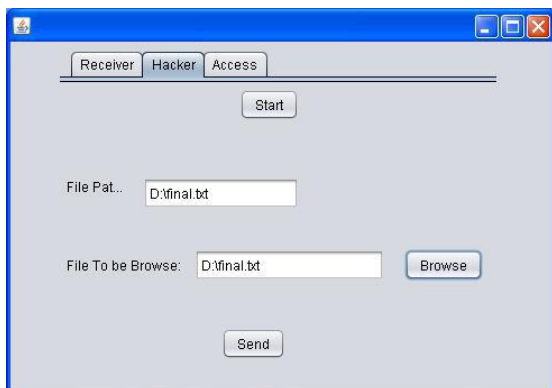 Receiver Hacker Access
Start
File Pat... D:\final.txt
File To be Browse: D:\final.txt Browse
Send